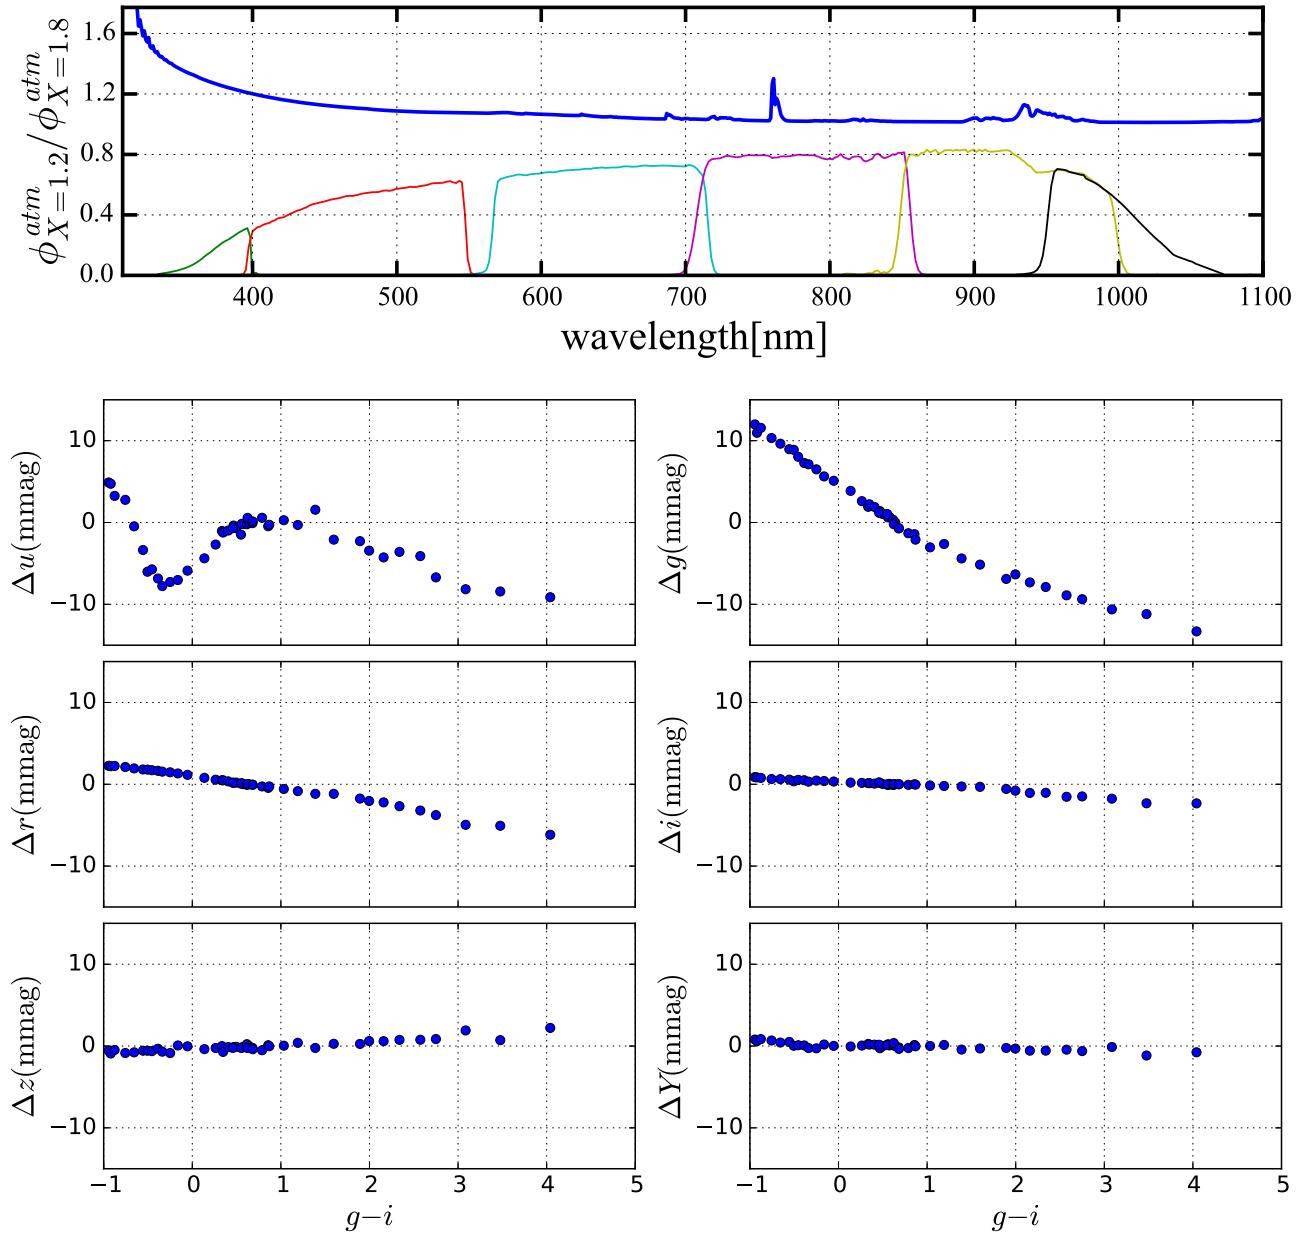 ϕ^{atm}_{X=1.2}/ϕ^{atm}_{X=1.8}
1.6
1.2
0.8
0.4
0.0
400 500 600 700 800 900 1000 1100
wavelength[nm]
Δu(mmag)
10
0
−10
Δg(mmag)
10
0
−10
Δr(mmag)
10
0
−10
Δi(mmag)
10
0
−10
Δz(mmag)
10
0
−10
−1 0 1 2 3 4 5
g−i
ΔY(mmag)
10
0
−10
−1 0 1 2 3 4 5
g−i